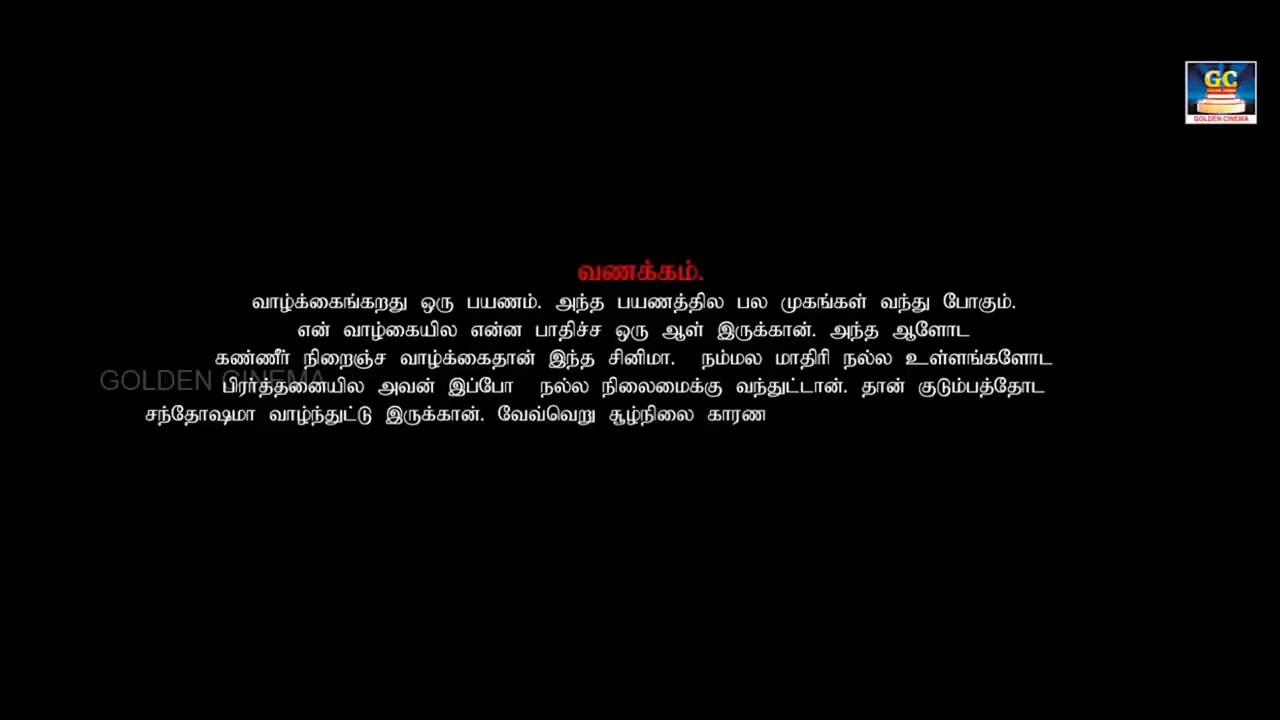 GC
GOLDEN CINEMA
வணக்கம்.
வாழ்க்கைங்கறது ஒரு பயணம். அந்த பயணத்தில பல முகங்கள் வந்து போகும்.
என் வாழ்கையில என்ன பாதிச்ச ஒரு ஆள் இருக்கான். அந்த ஆளோட
கண்ணீர் நிறைஞ்ச வாழ்க்கைதான் இந்த சினிமா. நம்மல மாதிரி நல்ல உள்ளங்களோட
GOLDEN CINEMA
பிரர்த்தனையில அவன் இப்போ நல்ல நிலைமைக்கு வந்துட்டான். தான் குடும்பத்தோட
சந்தோஷமா வாழ்ந்துட்டு இருக்கான். வேவ்வெறு சூழ்நிலை காரண